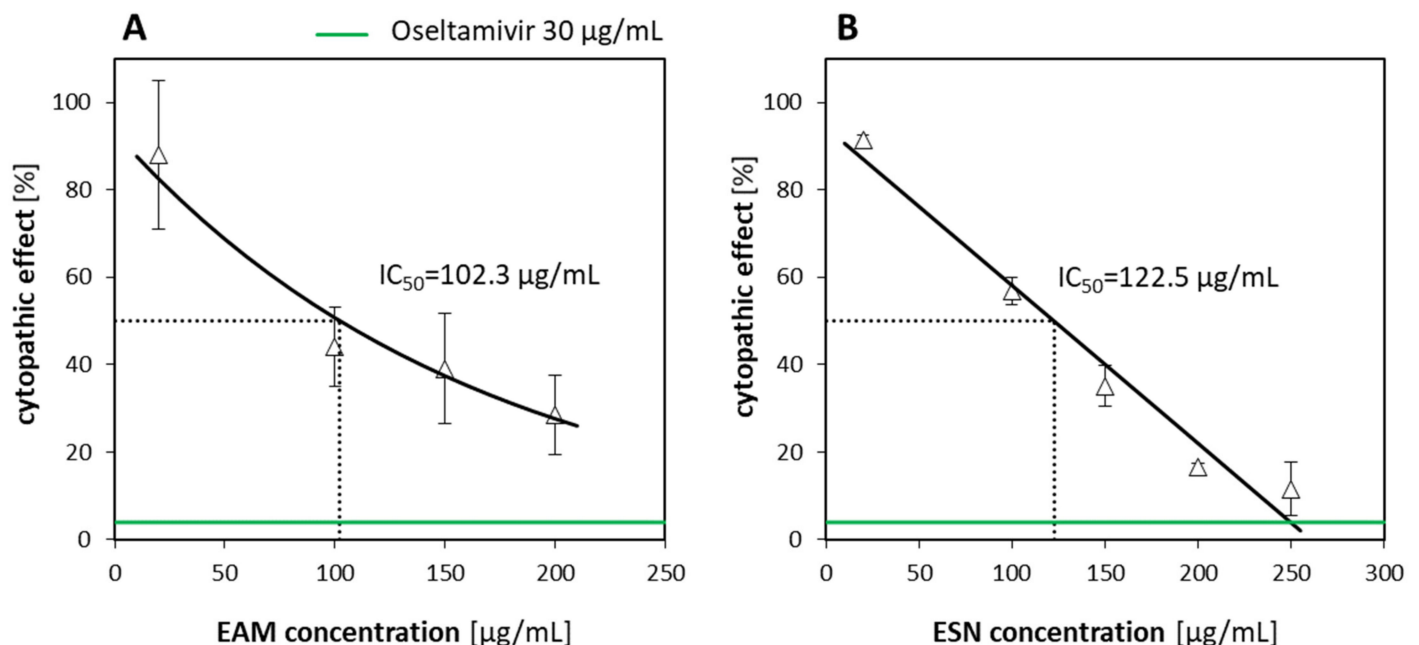 A
Oseltamivir 30 µg/mL
B
cytopathic effect [%]
100
80
60
40
20
0
IC₅₀=102.3 µg/mL
0 50 100 150 200 250
EAM concentration [µg/mL]
cytopathic effect [%]
100
80
60
40
20
0
IC₅₀=122.5 µg/mL
0 50 100 150 200 250 300
ESN concentration [µg/mL]